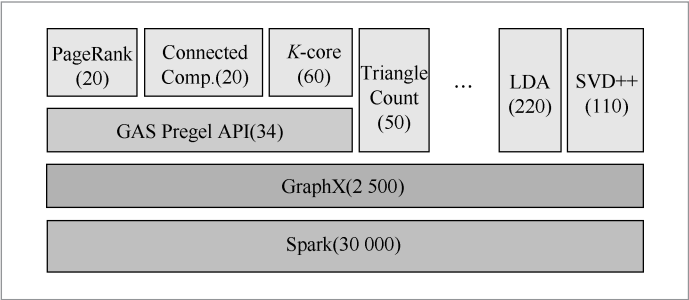 PageRank
(20)
Connected
Comp.(20)
K-core
(60)
Triangle
Count
(50)
...
LDA
(220)
SVD++
(110)
GAS Pregel API(34)
GraphX(2 500)
Spark(30 000)